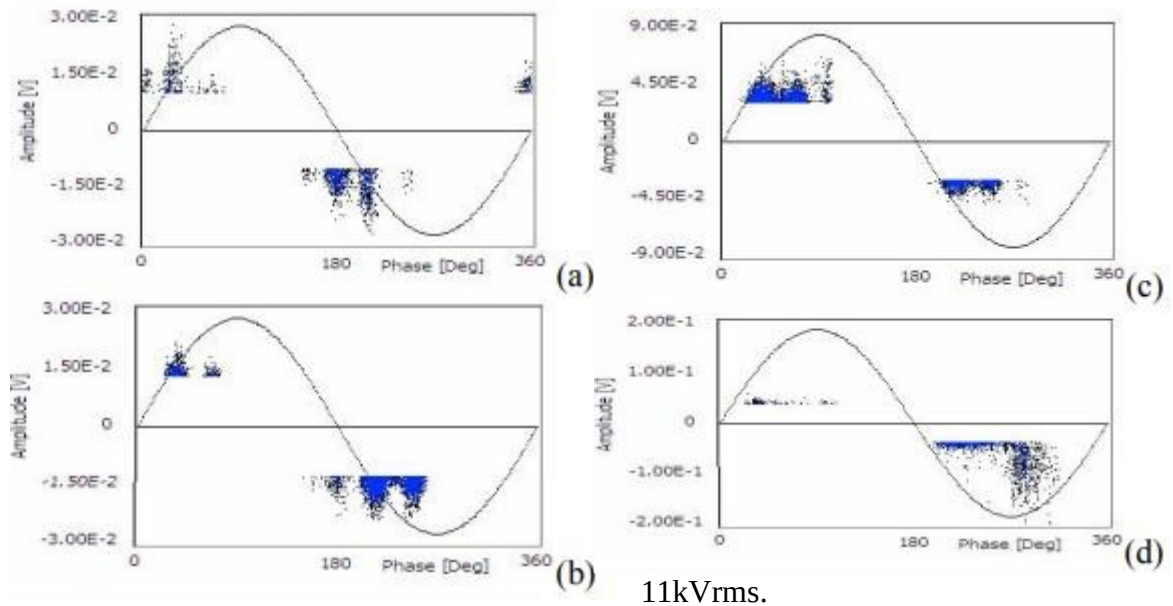 3.00E-2
1.50E-2
0
-1.50E-2
-3.00E-2
Amplitude [V]
0
180
Phase [Deg]
360
(a)
9.00E-2
4.50E-2
0
-4.50E-2
-9.00E-2
Amplitude [V]
0
180
Phase [Deg]
360
(c)
3.00E-2
1.50E-2
0
-1.50E-2
-3.00E-2
Amplitude [V]
0
180
Phase [Deg]
360
(b)
2.00E-1
1.00E-1
0
-1.00E-1
-2.00E-1
Amplitude [V]
0
180
Phase [Deg]
360
(d)
11kVrms.